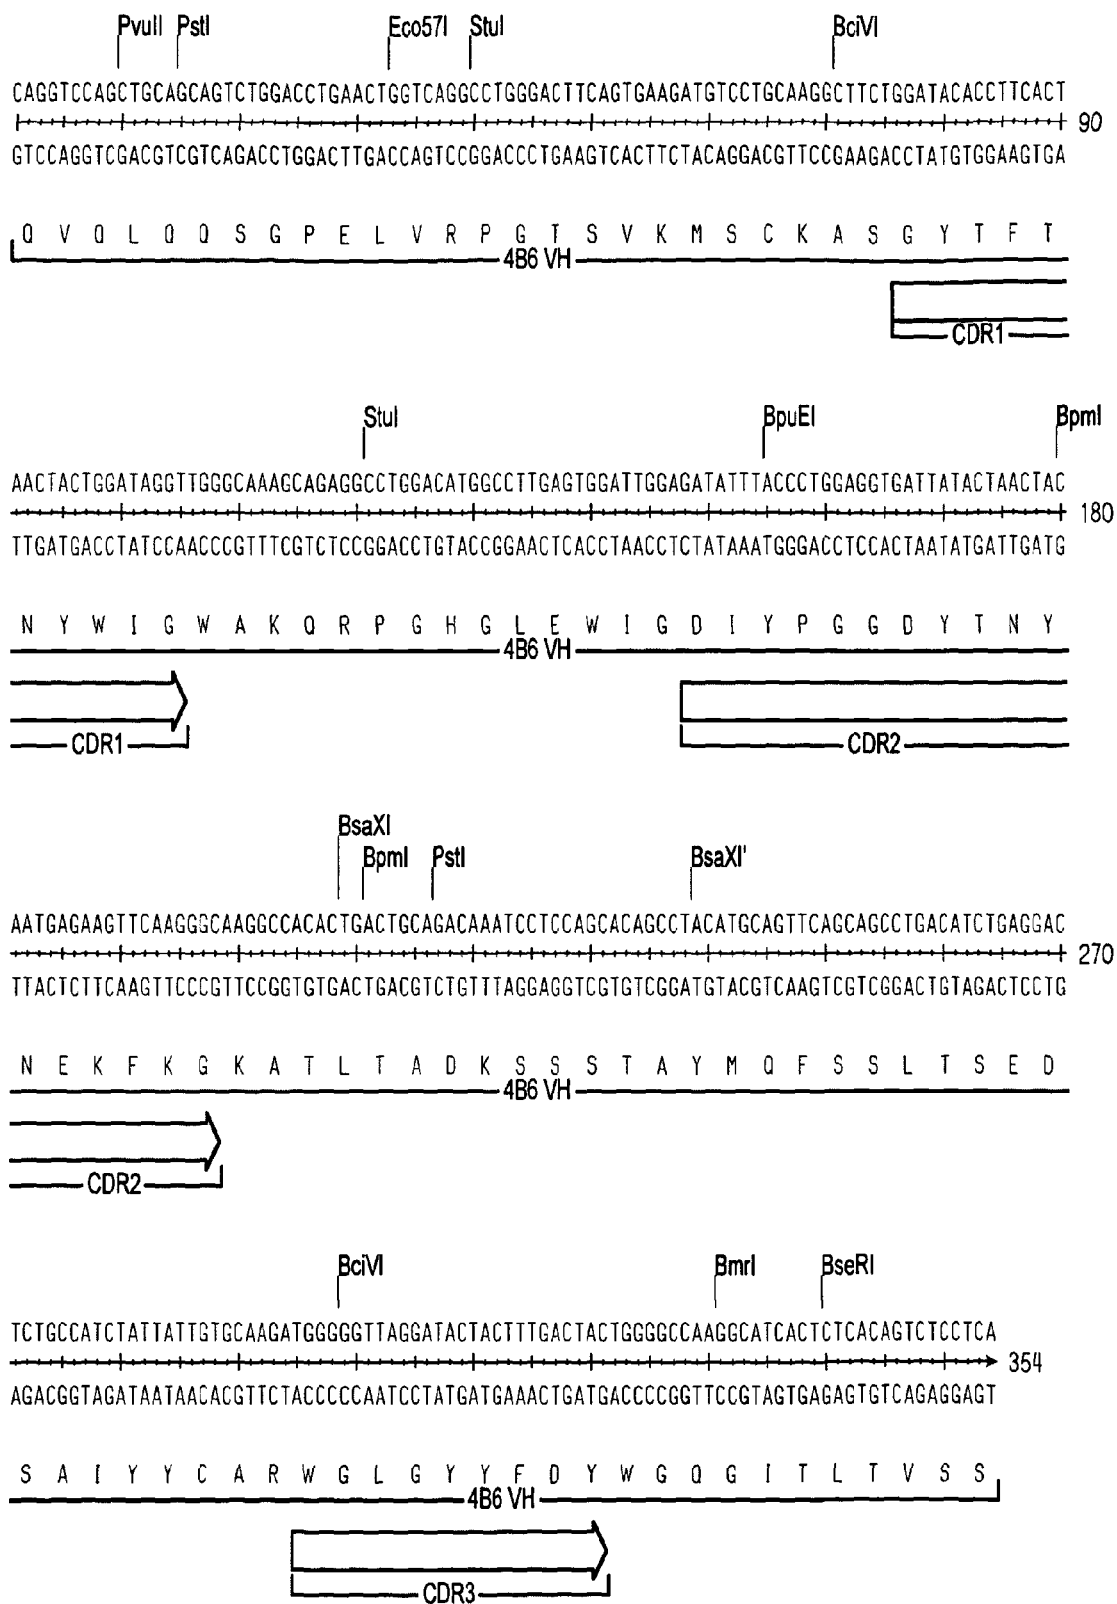 PvuII PstI Eco57I StuI BciVI
CAGGTCCAGCTGCAGCAGTCTGGACCTGAACTGGTCAGGCCTGGGACTTCAGTGAAGATGTCCTGCAAGGCTTCTGGATACACCTTCACT
90
GTCCAGGTCGACGTCGTCAGACCTGGACTTGACCAGTCCGGACCCTGAAGTCACTTCTACAGGACGTTCCGAAGACCTATGTGGAAGTGA
Q V Q L Q Q S G P E L V R P G T S V K M S C K A S G Y T F T
4B6 VH
CDR1
StuI BpuEI BpmI
AACTACTGGATAGGTTGGGCAAAGCAGAGGCCTGGACATGGCCTTGAGTGGATTGGAGATATTTACCCTGGAGGTGATTATACTAACTAC
180
TTGATGACCTATCCAACCCGTTTCGTCTCCGGACCTGTACCGGAACTCACCTAACCTCTATAAATGGGACCTCCACTAATATGATTGATG
N Y W I G W A K Q R P G H G L E W I G D I Y P G G D Y T N Y
4B6 VH
CDR1 CDR2
BsaXI
BpmI PstI BsaXI'
AATGAGAAGTTCAAGGGCAAGGCCACACTGACTGCAGACAAATCCTCCAGCACAGCCTACATGCAGTTCAGCAGCCTGACATCTGAGGAC
270
TTACTCTTCAAGTTCCCGTTCCGGTGTGACTGACGTCTGTTTAGGAGGTCGTGTCGGATGTACGTCAAGTCGTCGGACTGTAGACTCCTG
N E K F K G K A T L T A D K S S S T A Y M Q F S S L T S E D
4B6 VH
CDR2
BciVI BmrI BseRI
TCTGCCATCTATTATTGTGCAAGATGGGGGTTAGGATACTACTTTGACTACTGGGGCCAAGGCATCACTCTCACAGTCTCCTCA
354
AGACGGTAGATAATAACACGTTCTACCCCCAATCCTATGATGAAACTGATGACCCCGGTTCCGTAGTGAGAGTGTCAGAGGAGT
S A I Y Y C A R W G L G Y Y F D Y W G Q G I T L T V S S
4B6 VH
CDR3